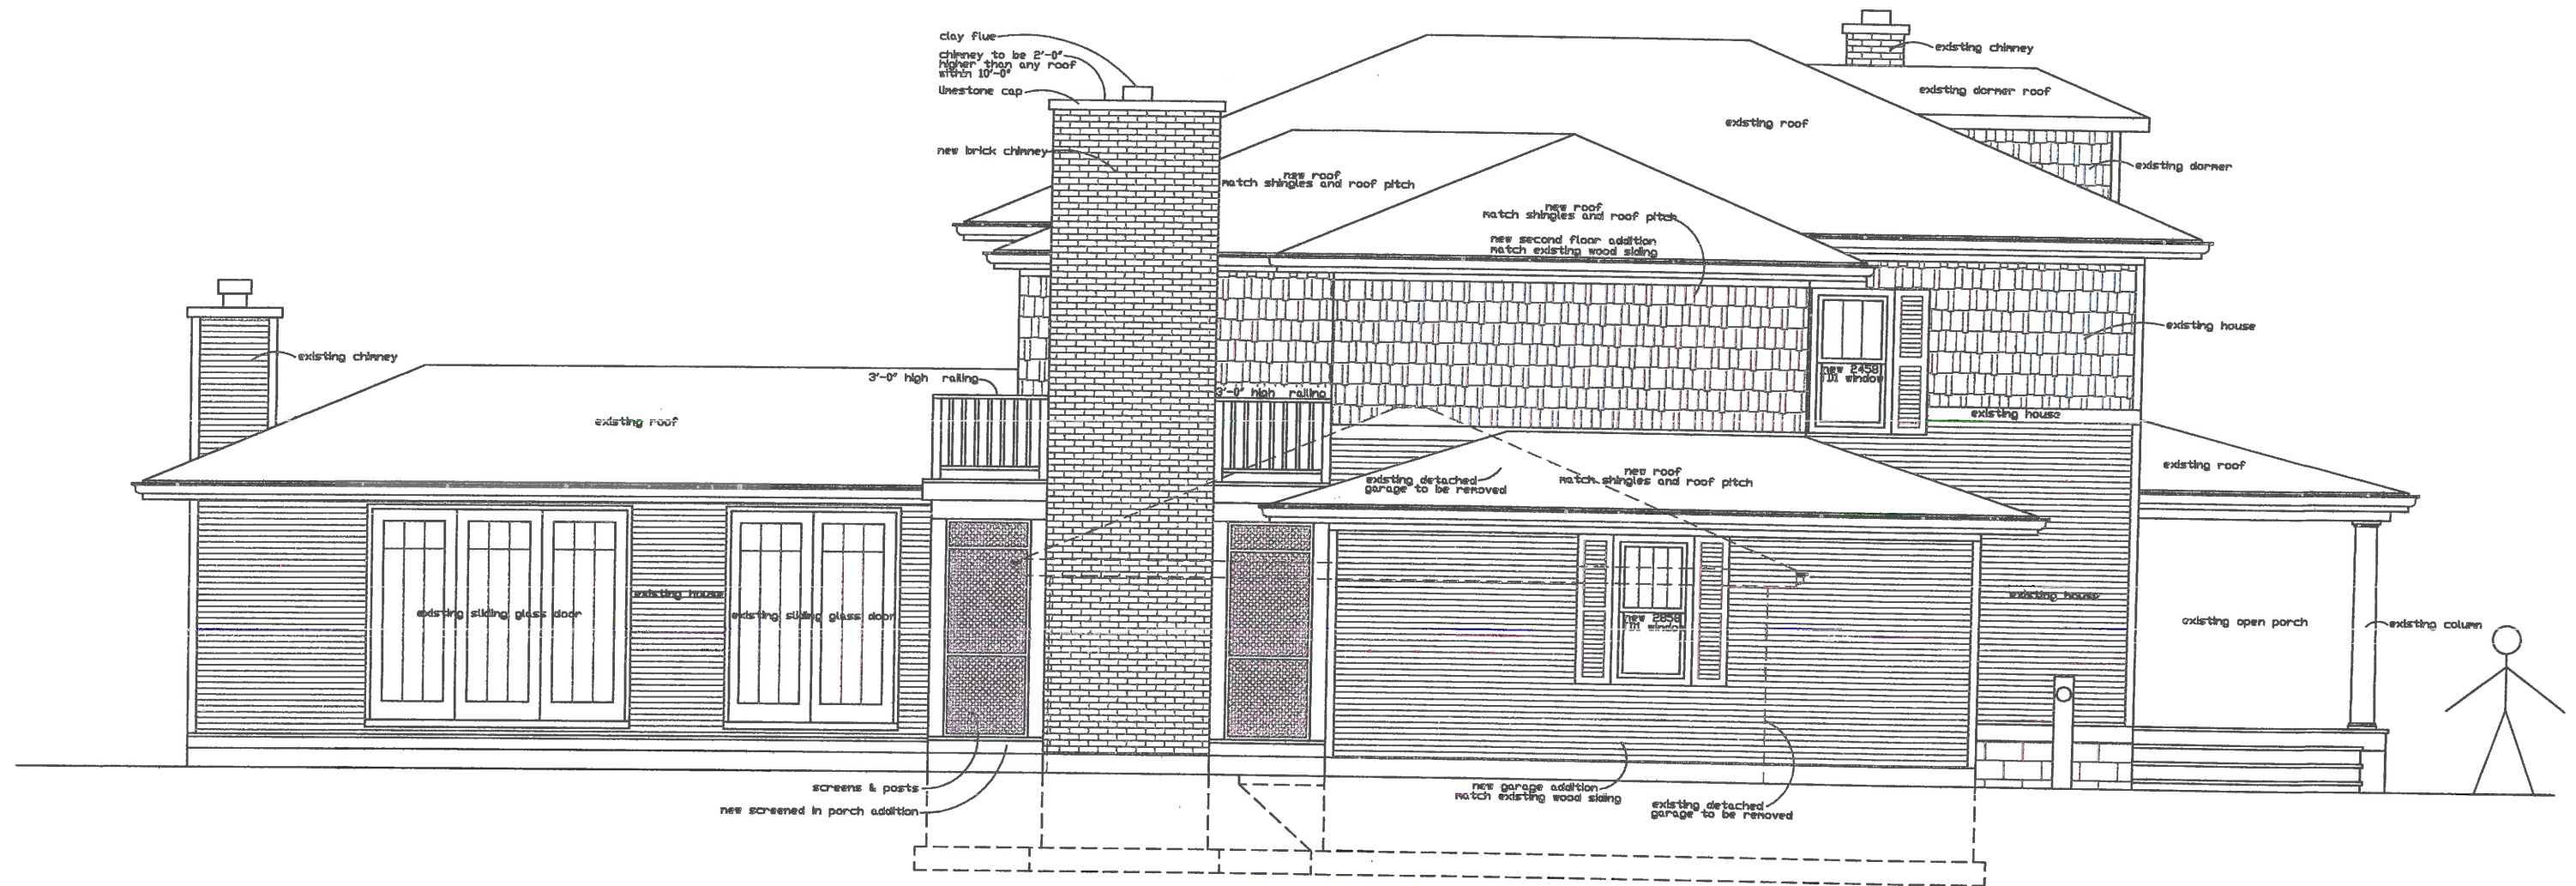 clay flue
chimney to be 2'-0"
higher than any roof
within 10'-0"
limestone cap
new brick chimney
existing chimney
existing dormer roof
existing roof
existing dormer
new roof
match shingles and roof pitch
new roof
match shingles and roof pitch
new second floor addition
match existing wood siding
existing house
existing chimney
3'-0" high railing
3'-0" high railing
new 2458
window
existing house
existing roof
existing roof
existing detached
garage to be removed
new roof
match shingles and roof pitch
existing house
existing sliding glass door
existing sliding glass door
new 2858
window
existing house
existing open porch
existing column
screens & posts
new screened in porch addition
new garage addition
match existing wood siding
existing detached
garage to be removed